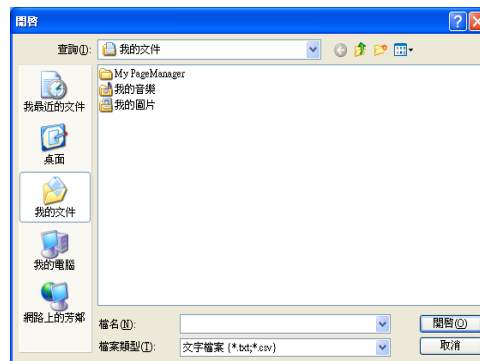 開啟
查詢(I):
我的文件
我最近的文件
桌面
我的文件
我的電腦
網路上的芳鄰
My PageManager
我的音樂
我的圖片
檔名(N):
開啟(O)
檔案類型(T):
文字檔案 {*.txt;*.csv}
取消